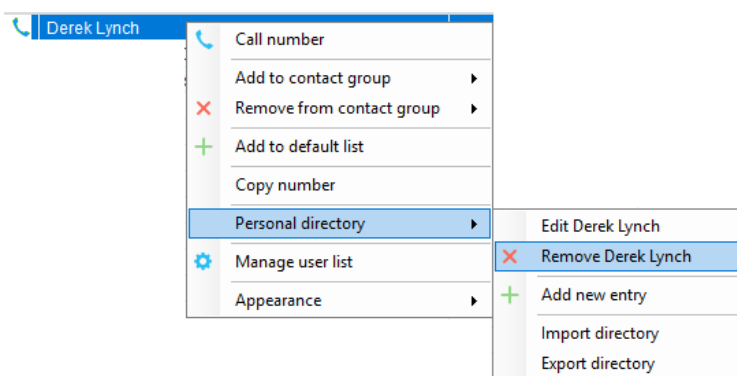 Derek Lynch
Call number
Add to contact group
Remove from contact group
Add to default list
Copy number
Personal directory
Manage user list
Appearance
Edit Derek Lynch
Remove Derek Lynch
Add new entry
Import directory
Export directory